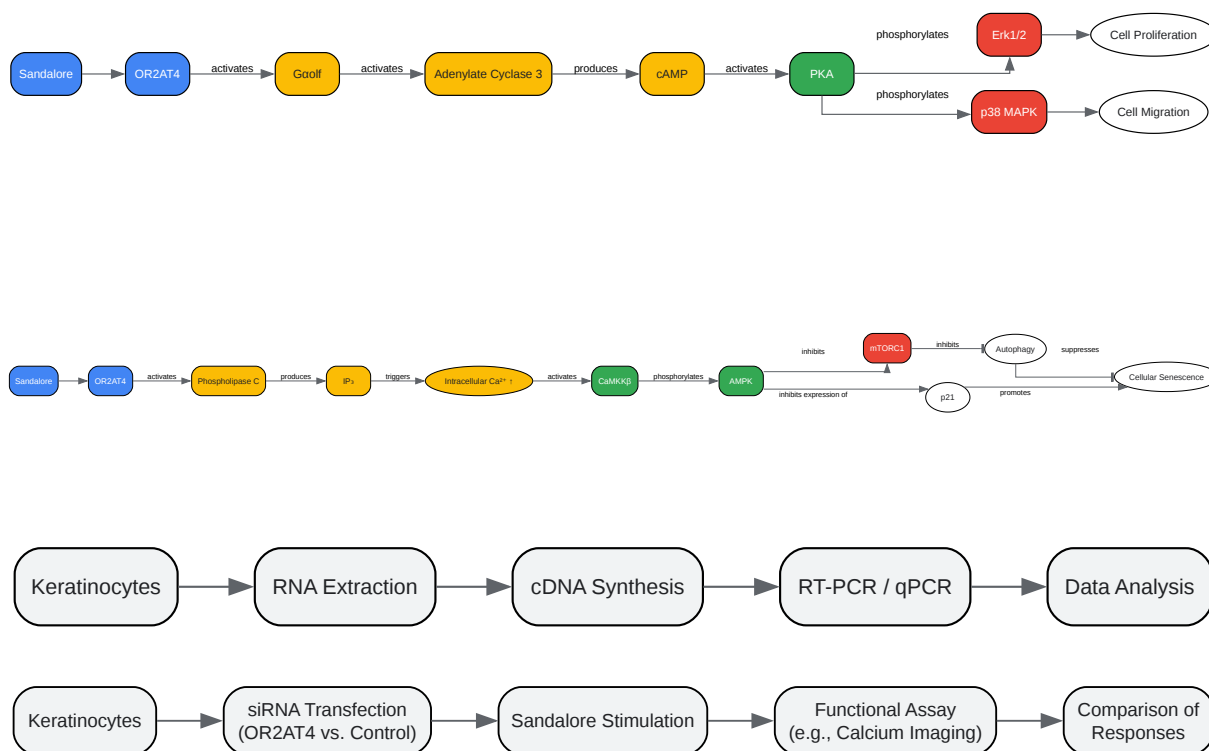 phosphorylates
Erk1/2
Cell Proliferation
Sandalore
OR2AT4
activates
Gαolf
activates
Adenylate Cyclase 3
produces
cAMP
activates
PKA
phosphorylates
p38 MAPK
Cell Migration
inhibits
mTORC1
inhibits
Autophagy
suppresses
Sandalore
OR2AT4
activates
Phospholipase C
produces
IP₃
triggers
Intracellular Ca²⁺ ↑
activates
CaMKKβ
phosphorylates
AMPK
inhibits expression of
p21
promotes
Cellular Senescence
Keratinocytes
RNA Extraction
cDNA Synthesis
RT-PCR / qPCR
Data Analysis
Keratinocytes
siRNA Transfection
(OR2AT4 vs. Control)
Sandalore Stimulation
Functional Assay
(e.g., Calcium Imaging)
Comparison of
Responses